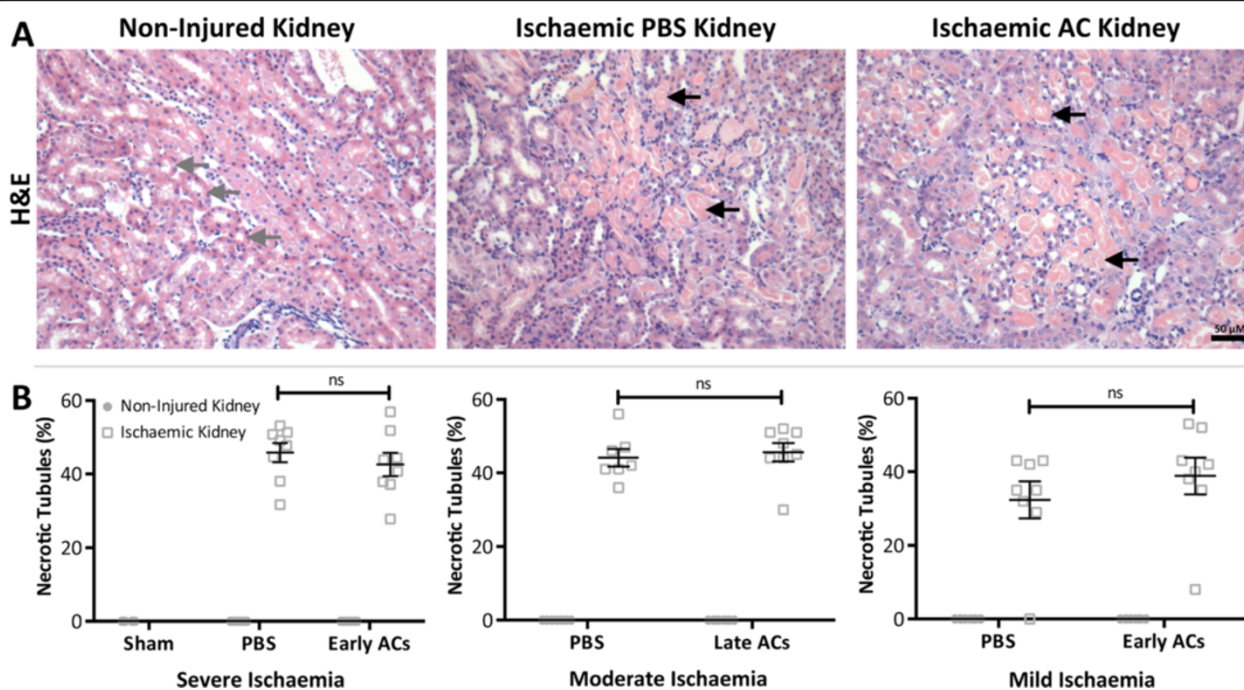 A
Non-Injured Kidney
Ischaemic PBS Kidney
Ischaemic AC Kidney
H&E
50 µM
B
Necrotic Tubules (%)
60
40
20
0
Non-Injured Kidney
Ischaemic Kidney
ns
Sham
PBS
Early ACs
Severe Ischaemia
Necrotic Tubules (%)
60
40
20
0
ns
PBS
Late ACs
Moderate Ischaemia
Necrotic Tubules (%)
60
40
20
0
ns
PBS
Early ACs
Mild Ischaemia